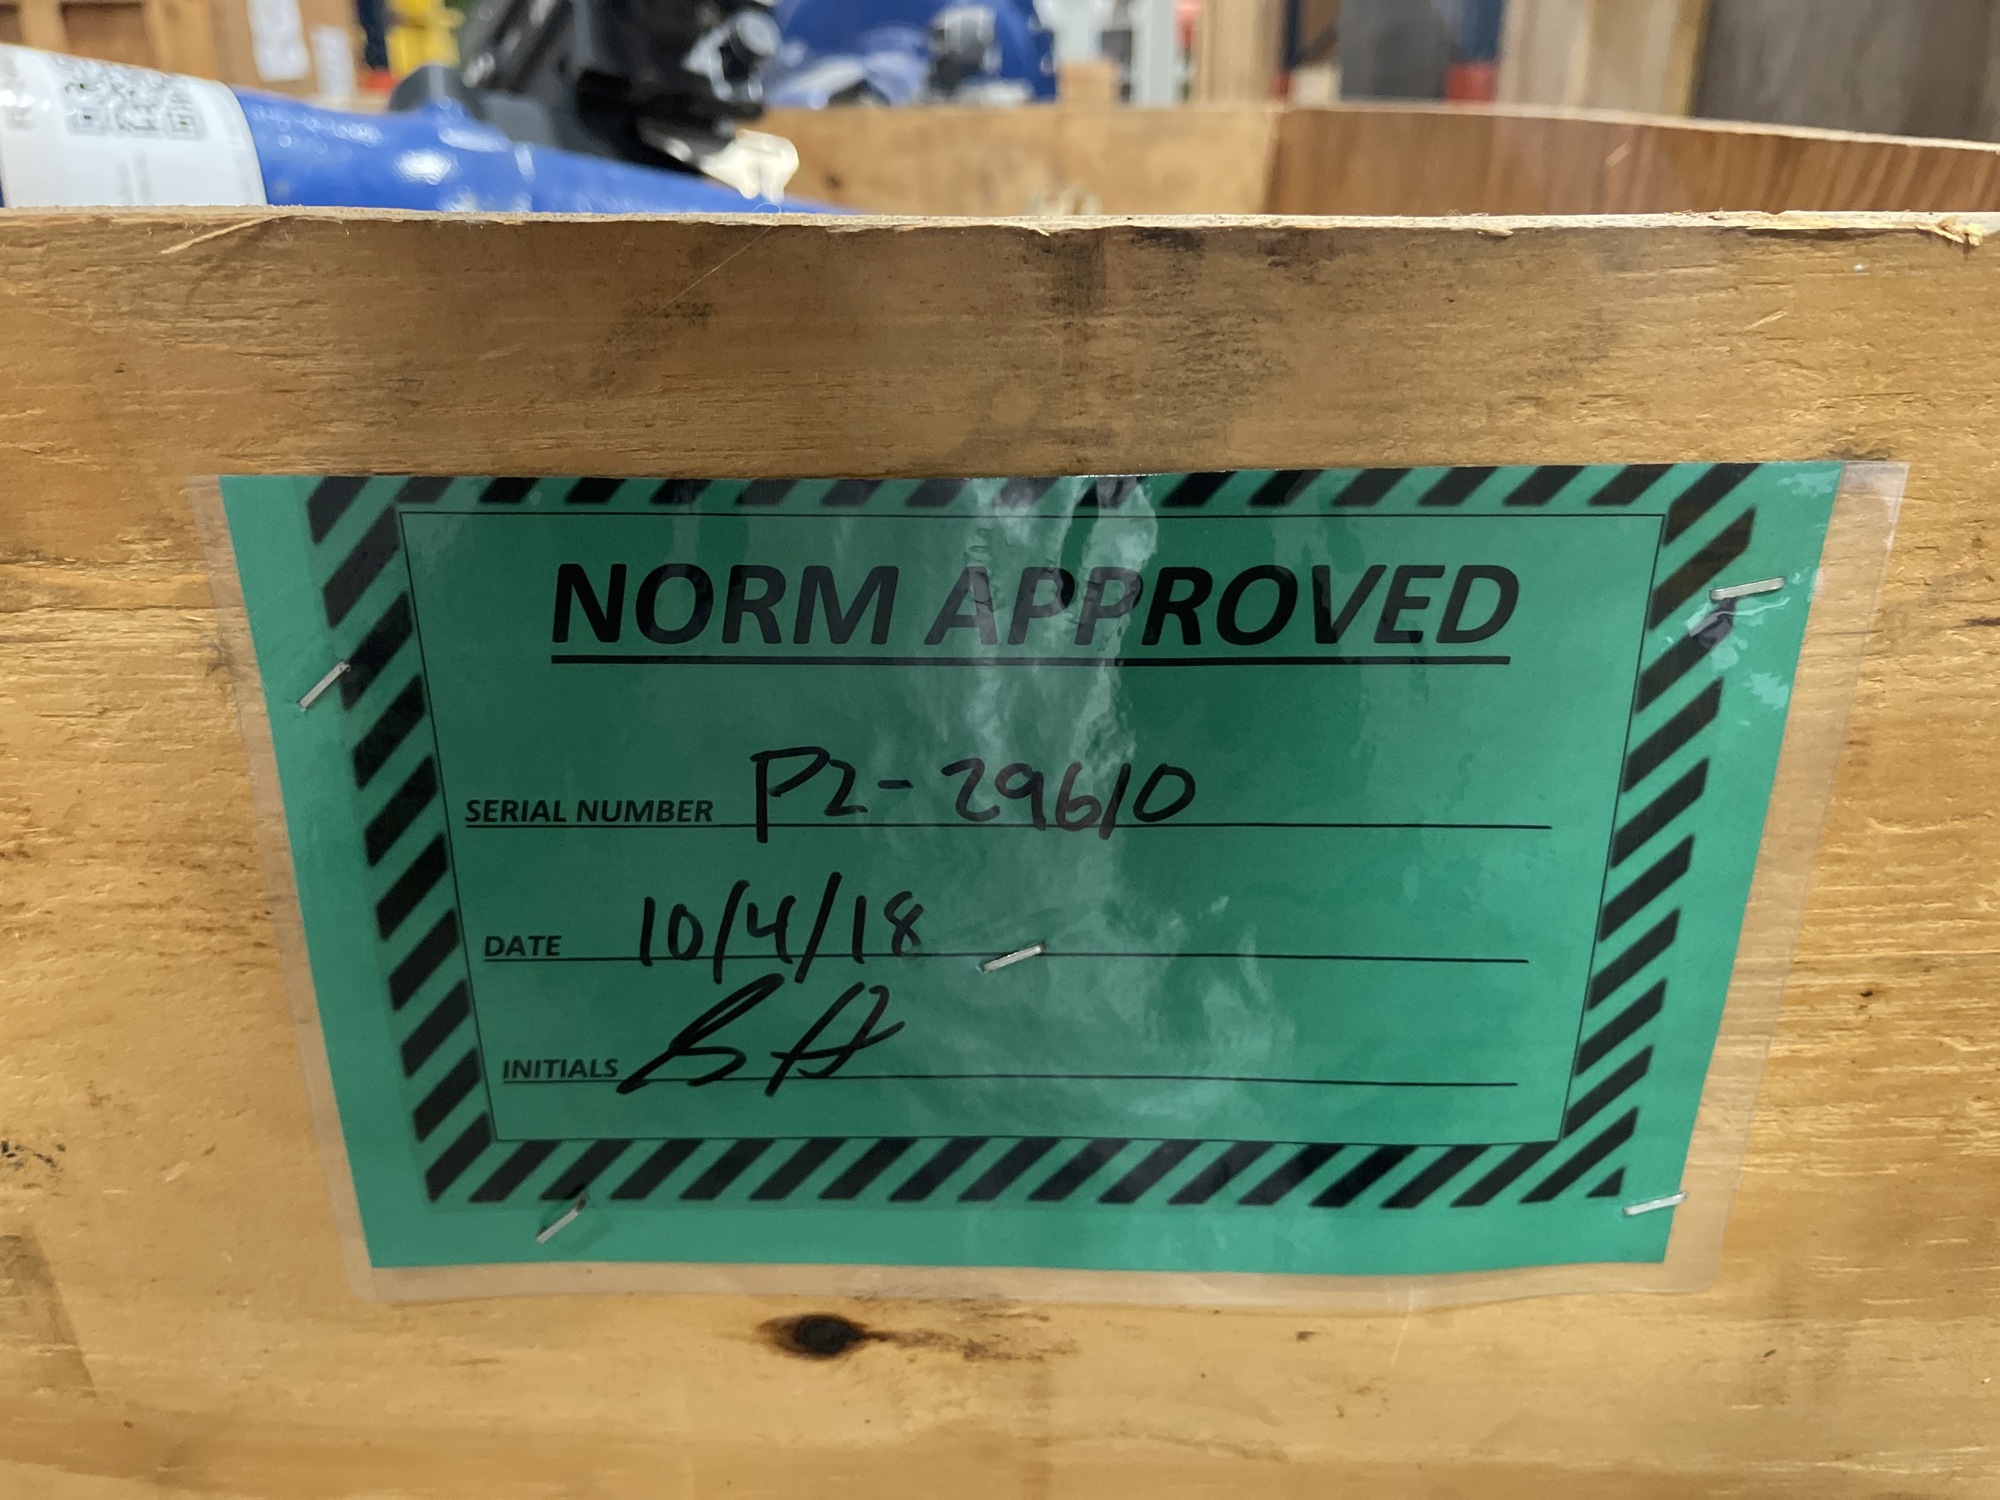 NORM APPROVED
SERIAL NUMBER P2-29610
DATE 10/4/18
INITIALS